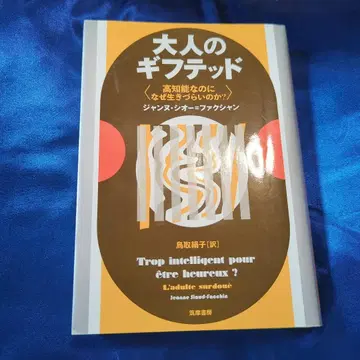 大人の
ギフテッド
高知能なのに
なぜ生きづらいのか?
ジャンヌ・シオー=ファクシャン
鳥取絹子[訳]
Trop intelligent pour
être heureux ?
L'adulte surdoué
Jeanne Siaud-Facchin
筑摩書房